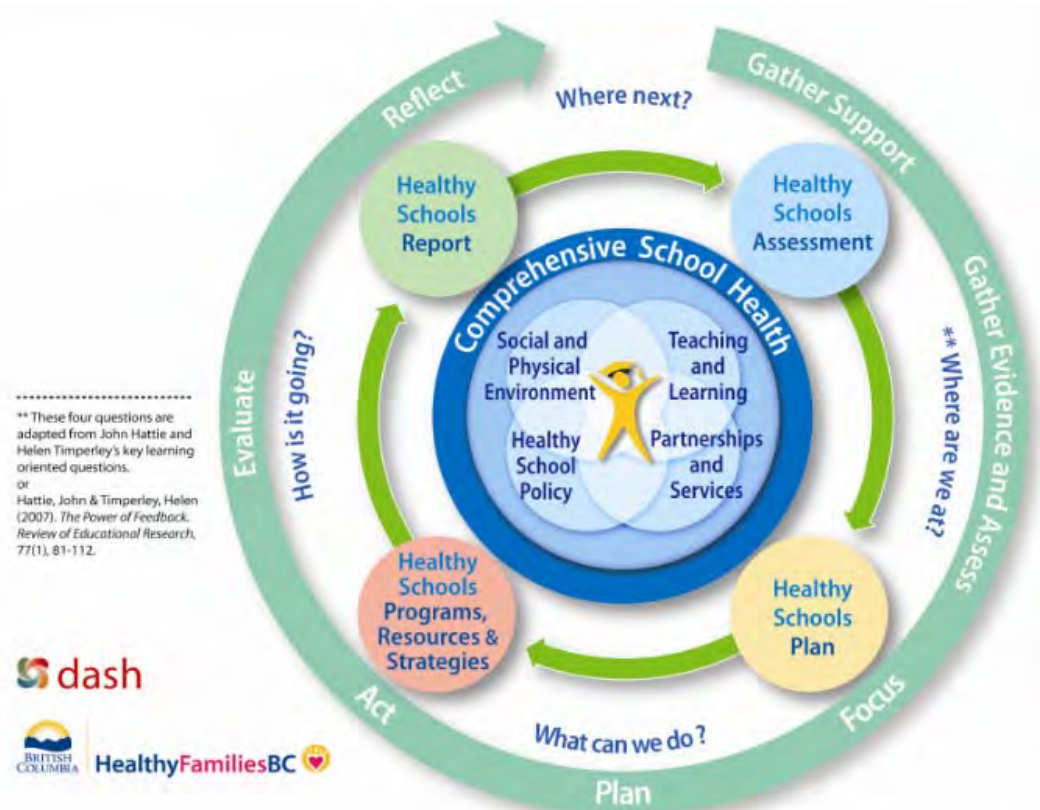 Gather Support
Gather Evidence and Assess
Focus
Plan
Act
Evaluate
Reflect
Where next?
** Where are we at?
What can we do?
How is it going?
Healthy
Schools
Assessment
Healthy
Schools
Plan
Healthy
Schools
Programs,
Resources &
Strategies
Healthy
Schools
Report
Comprehensive School Health
Social and
Physical
Environment
Teaching
and
Learning
Healthy
School
Policy
Partnerships
and
Services
** These four questions are
adapted from John Hattie and
Helen Timperley's key learning
oriented questions.
or
Hattie, John & Timperley, Helen
(2007). The Power of Feedback.
Review of Educational Research,
77(1), 81-112.
dash
BRITISH
COLUMBIA
HealthyFamiliesBC